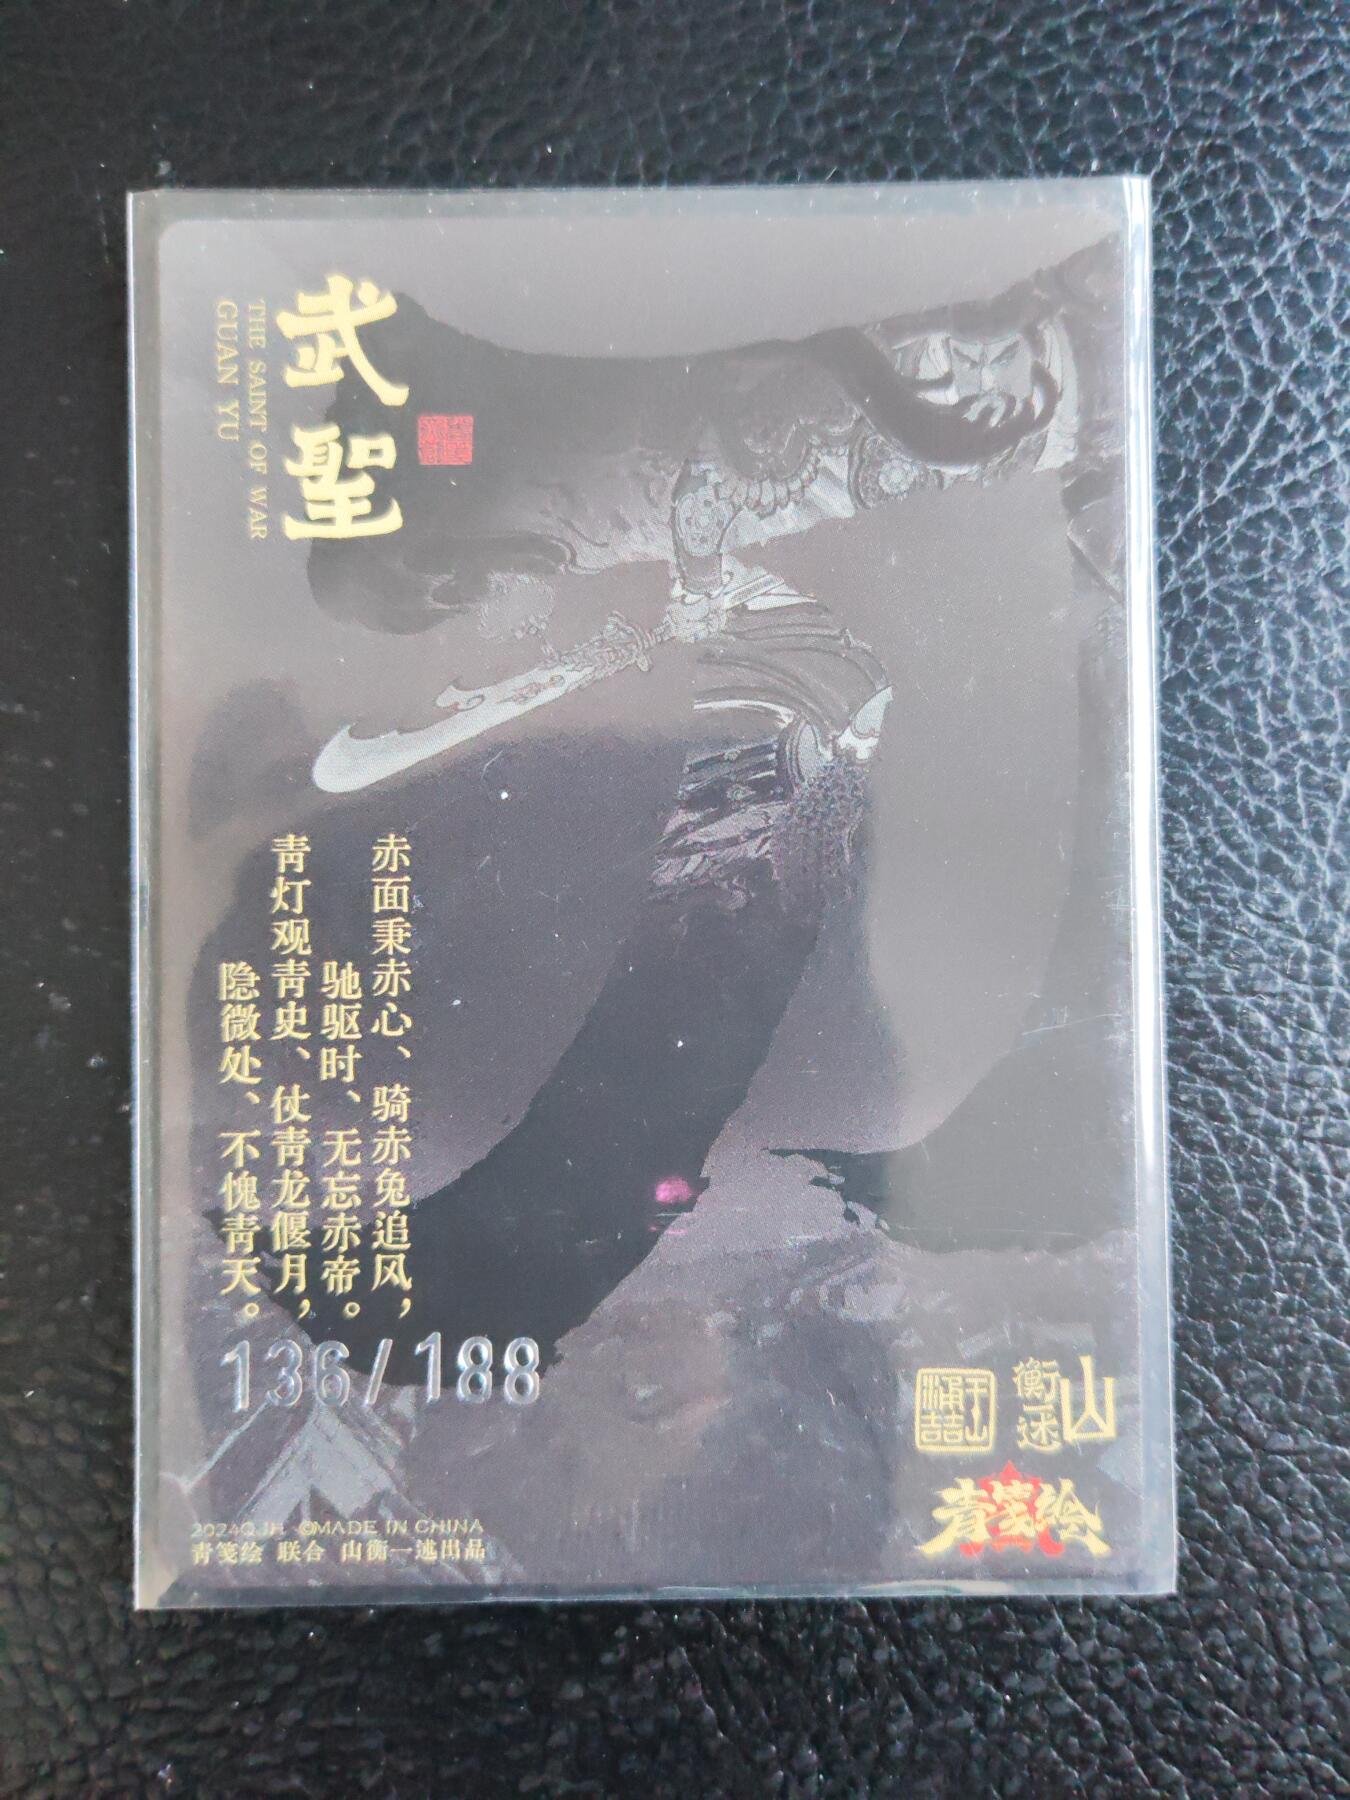 武聖
THE SAINT OF WAR
GUAN YU
赤面秉赤心、骑赤兔追风，
驰驱时、无忘赤帝。
青灯观青史、仗青龙偃月，
隐微处、不愧青天。
136/188
山
衡一述
青笺绘
2024QJH ©MADE IN CHINA
青笺绘 联合 山衡一述出品